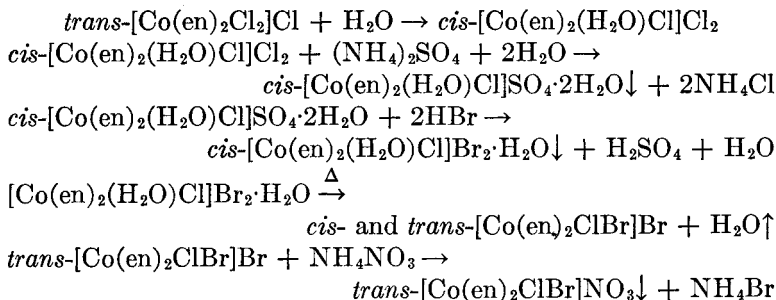 trans-[Co(en)₂Cl₂]Cl + H₂O → cis-[Co(en)₂(H₂O)Cl]Cl₂
cis-[Co(en)₂(H₂O)Cl]Cl₂ + (NH₄)₂SO₄ + 2H₂O →
cis-[Co(en)₂(H₂O)Cl]SO₄·2H₂O↓ + 2NH₄Cl
cis-[Co(en)₂(H₂O)Cl]SO₄·2H₂O + 2HBr →
cis-[Co(en)₂(H₂O)Cl]Br₂·H₂O↓ + H₂SO₄ + H₂O
[Co(en)₂(H₂O)Cl]Br₂·H₂O →Δ
cis- and trans-[Co(en)₂ClBr]Br + H₂O↑
trans-[Co(en)₂ClBr]Br + NH₄NO₃ →
trans-[Co(en)₂ClBr]NO₃↓ + NH₄Br